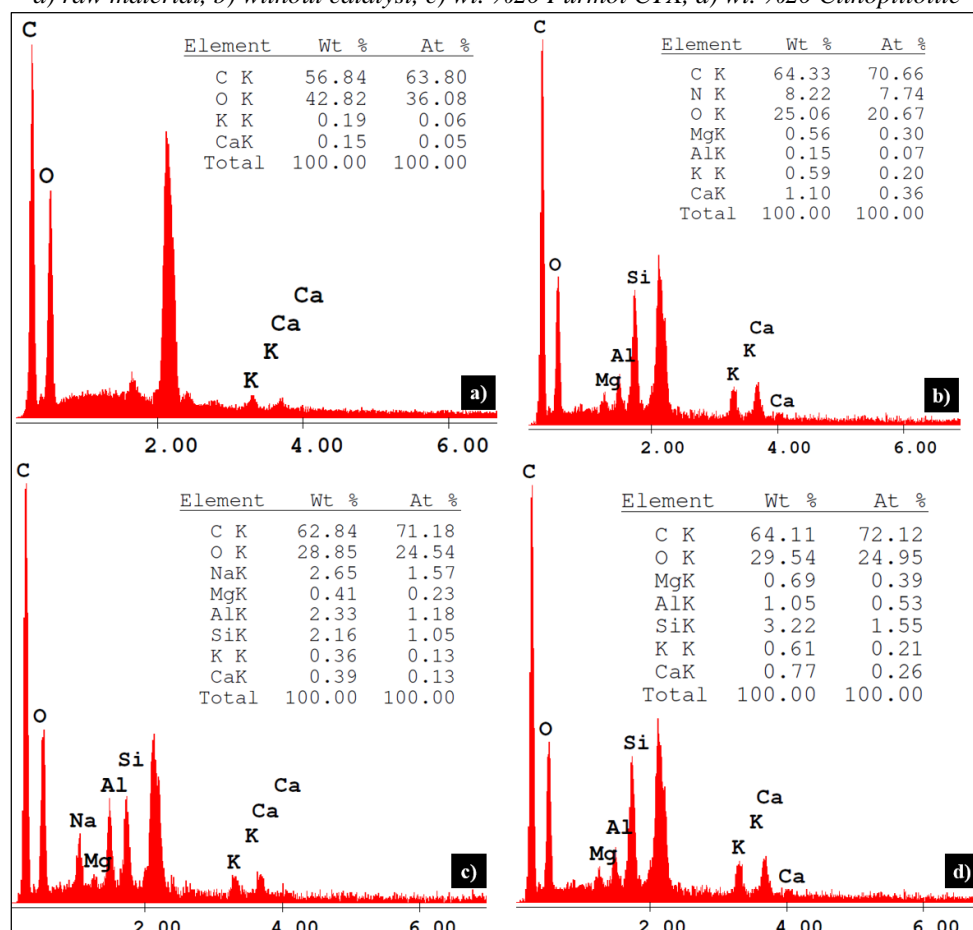 a) raw material, b) without catalyst, c) wt. %20 Purmol CTX, d) wt. %20 Clinoptilolite
C
Element Wt % At %
C K 56.84 63.80
O K 42.82 36.08
K K 0.19 0.06
CaK 0.15 0.05
Total 100.00 100.00
O
Ca
Ca
K
K
a)
2.00 4.00 6.00
C
Element Wt % At %
C K 64.33 70.66
N K 8.22 7.74
O K 25.06 20.67
MgK 0.56 0.30
AlK 0.15 0.07
K K 0.59 0.20
CaK 1.10 0.36
Total 100.00 100.00
O
Si
Ca
Al
K
Mg
K
Ca
b)
2.00 4.00 6.00
C
Element Wt % At %
C K 62.84 71.18
O K 28.85 24.54
NaK 2.65 1.57
MgK 0.41 0.23
AlK 2.33 1.18
SiK 2.16 1.05
K K 0.36 0.13
CaK 0.39 0.13
Total 100.00 100.00
O
Si
Al
Ca
Na
Ca
K
Mg
K
c)
2.00 4.00 6.00
C
Element Wt % At %
C K 64.11 72.12
O K 29.54 24.95
MgK 0.69 0.39
AlK 1.05 0.53
SiK 3.22 1.55
K K 0.61 0.21
CaK 0.77 0.26
Total 100.00 100.00
O
Si
Ca
Al
K
Mg
K
Ca
d)
2.00 4.00 6.00